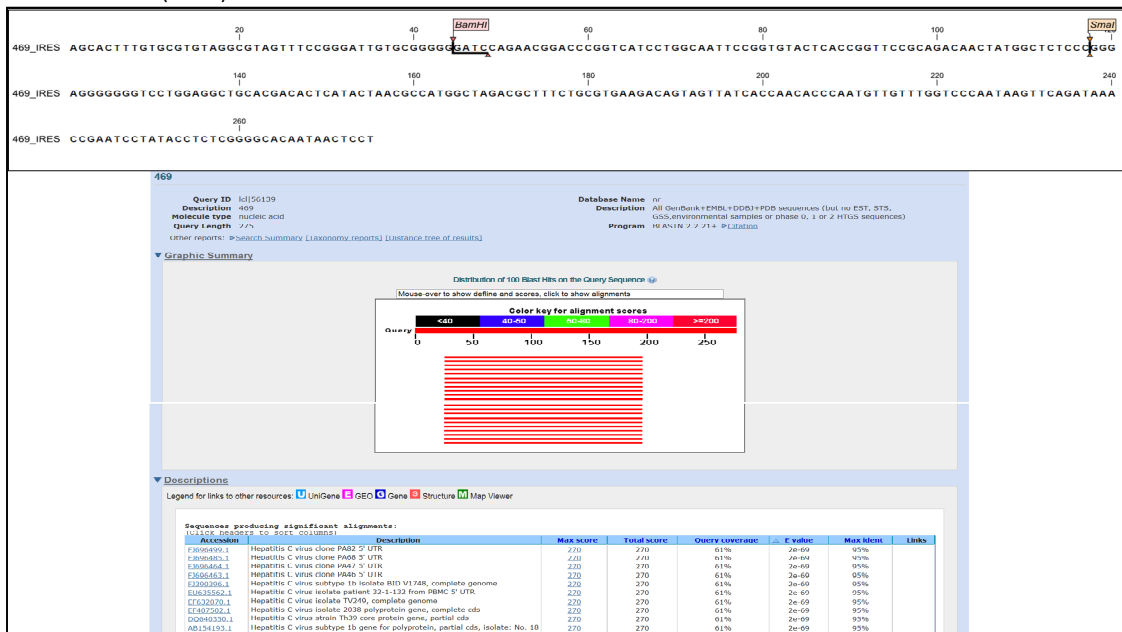 BamHI SmaI
20 40 60 80 100
469_IRES AGCACTTTGTGCGTGTAGGCGTAGTTTCCGGGATTGTGCGGGGGGATCCAGAACGGACCCGGTCATCCTGGCAATTCCGGTGTACTCACCGGTTCCGCAGACAACTATGGCTCTCCCGGG
140 160 180 200 220 240
469_IRES AGGGGGGGTCCTGGAGGCTGCACGACACTCATACTAACGCCATGGCTAGACGCTTTCTGCGTGAAGACAGTAGTTATCACCAACACCCAATGTTGTTTGGTCCCAATAAGTTCAGATAAA
260
469_IRES CCGAATCCTATACCTCTCGGGGCACAATAACTCCT
469
Query ID lcl|56139 Database Name nr
Description 469 Description All GenBank+EMBL+DDBJ+PDB sequences (but no EST, STS,
Molecule type nucleic acid GSS,environmental samples or phase 0, 1 or 2 HTGS sequences)
Query Length 275 Program BLASTN 2.2.21+ Citation
Other reports: Search Summary [Taxonomy reports] [Distance tree of results]
Graphic Summary
Distribution of 100 Blast Hits on the Query Sequence
Mouse-over to show defline and scores, click to show alignments
Color key for alignment scores
<40 40-50 50-80 80-200 >=200
Query
0 50 100 150 200 250
Descriptions
Legend for links to other resources: U UniGene E GEO G Gene S Structure M Map Viewer
Sequences producing significant alignments:
(Click headers to sort columns)
Accession Description Max score Total score Query coverage E value Max ident Links
FJ696499.1 Hepatitis C virus clone PA82 5' UTR 270 270 61% 2e-69 95%
FJ696485.1 Hepatitis C virus clone PA68 5' UTR 270 270 61% 2e-69 95%
FJ696464.1 Hepatitis C virus clone PA47 5' UTR 270 270 61% 2e-69 95%
FJ696463.1 Hepatitis C virus clone PA46 5' UTR 270 270 61% 2e-69 95%
FJ390396.1 Hepatitis C virus subtype 1b isolate BID V1748, complete genome 270 270 61% 2e-69 95%
EU635562.1 Hepatitis C virus isolate patient 32-1-132 from PBMC 5' UTR 270 270 61% 2e-69 95%
EF632070.1 Hepatitis C virus isolate TV249, complete genome 270 270 61% 2e-69 95%
EF407502.1 Hepatitis C virus isolate 2038 polyprotein gene, complete cds 270 270 61% 2e-69 95%
DQ640330.1 Hepatitis C virus strain Th39 core protein gene, partial cds 270 270 61% 2e-69 95%
AB154193.1 Hepatitis C virus subtype 1b gene for polyprotein, partial cds, isolate: No. 18 270 270 61% 2e-69 95%